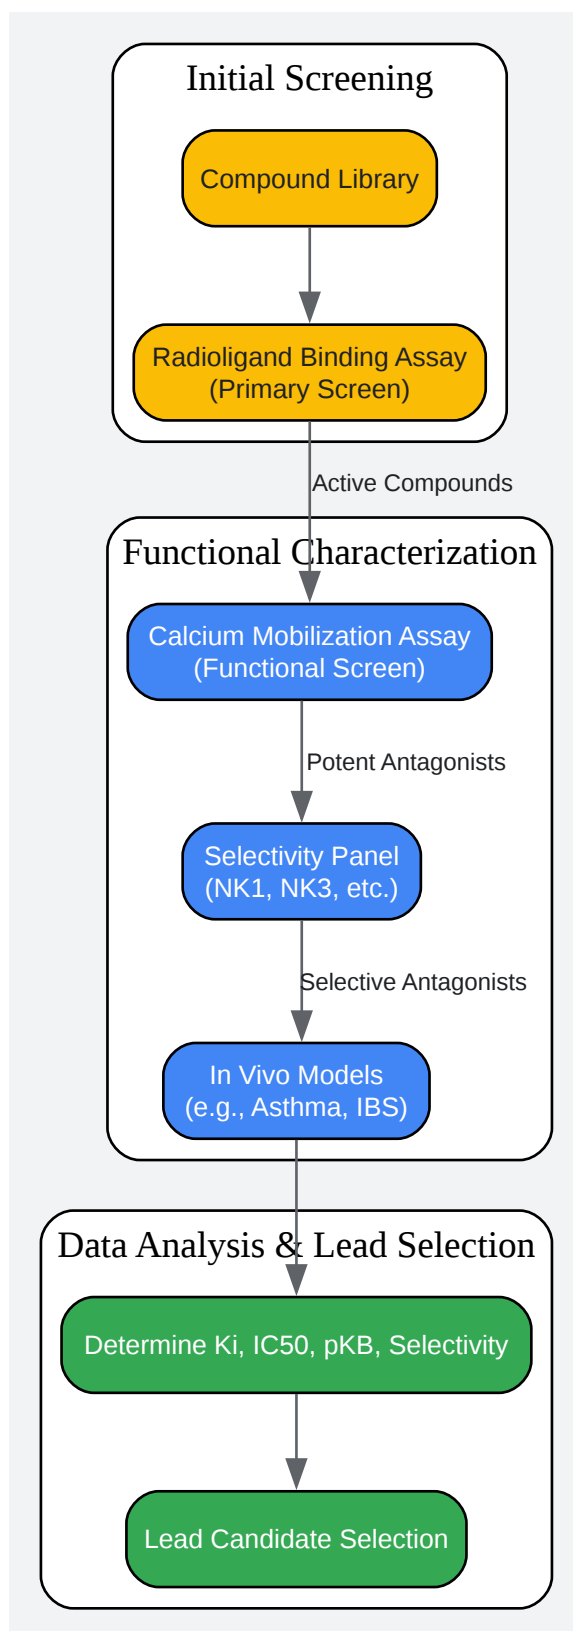 Initial Screening
Compound Library
Radioligand Binding Assay
(Primary Screen)
Active Compounds
Functional Characterization
Calcium Mobilization Assay
(Functional Screen)
Potent Antagonists
Selectivity Panel
(NK1, NK3, etc.)
Selective Antagonists
In Vivo Models
(e.g., Asthma, IBS)
Data Analysis & Lead Selection
Determine Ki, IC50, pKB, Selectivity
Lead Candidate Selection